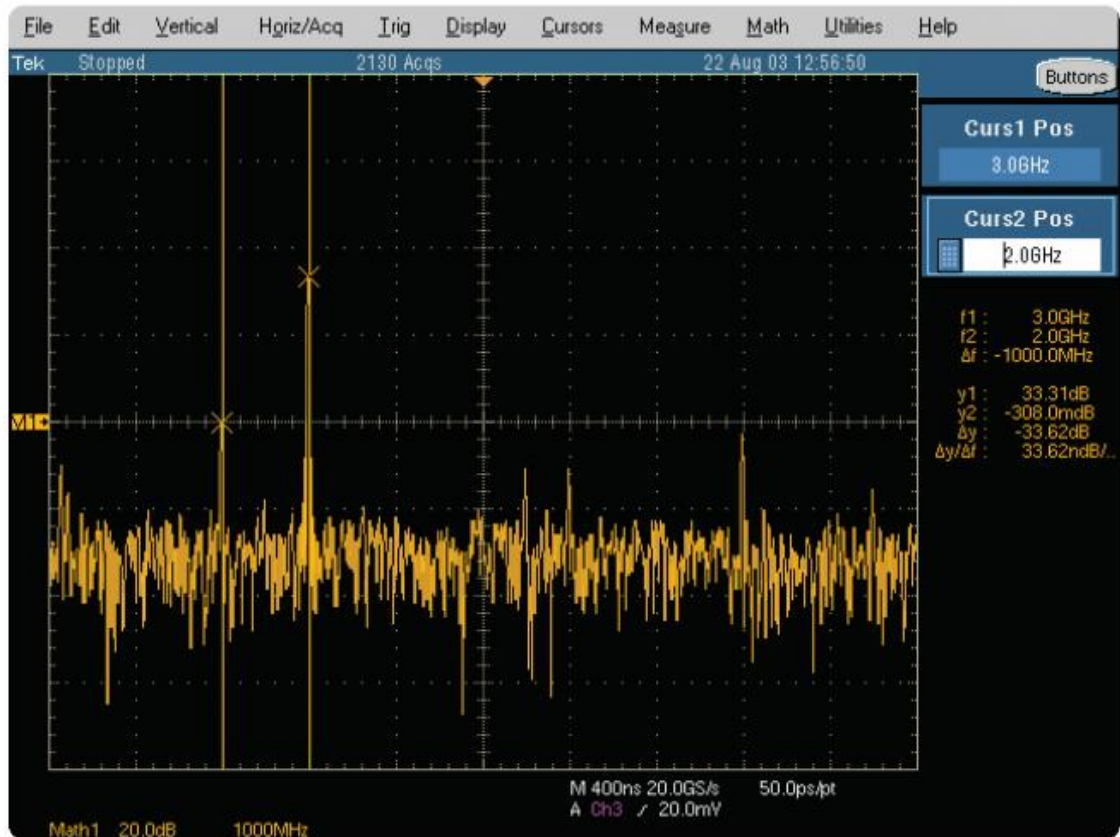 File Edit Vertical Horiz/Acq Trig Display Cursors Measure Math Utilities Help
Tek Stopped 2130 Acqs 22 Aug 03 12:56:50
Buttons
Curs1 Pos
3.0GHz
Curs2 Pos
2.0GHz
f1 : 3.0GHz
f2 : 2.0GHz
Δf : -1000.0MHz
y1 : 33.31dB
y2 : -308.0mdB
Δy : -33.62dB
Δy/Δf : 33.62ndB/..
M1
M 400ns 20.0GS/s 50.0ps/pt
A Ch3 / 20.0mV
Math1 20.0dB 1000MHz